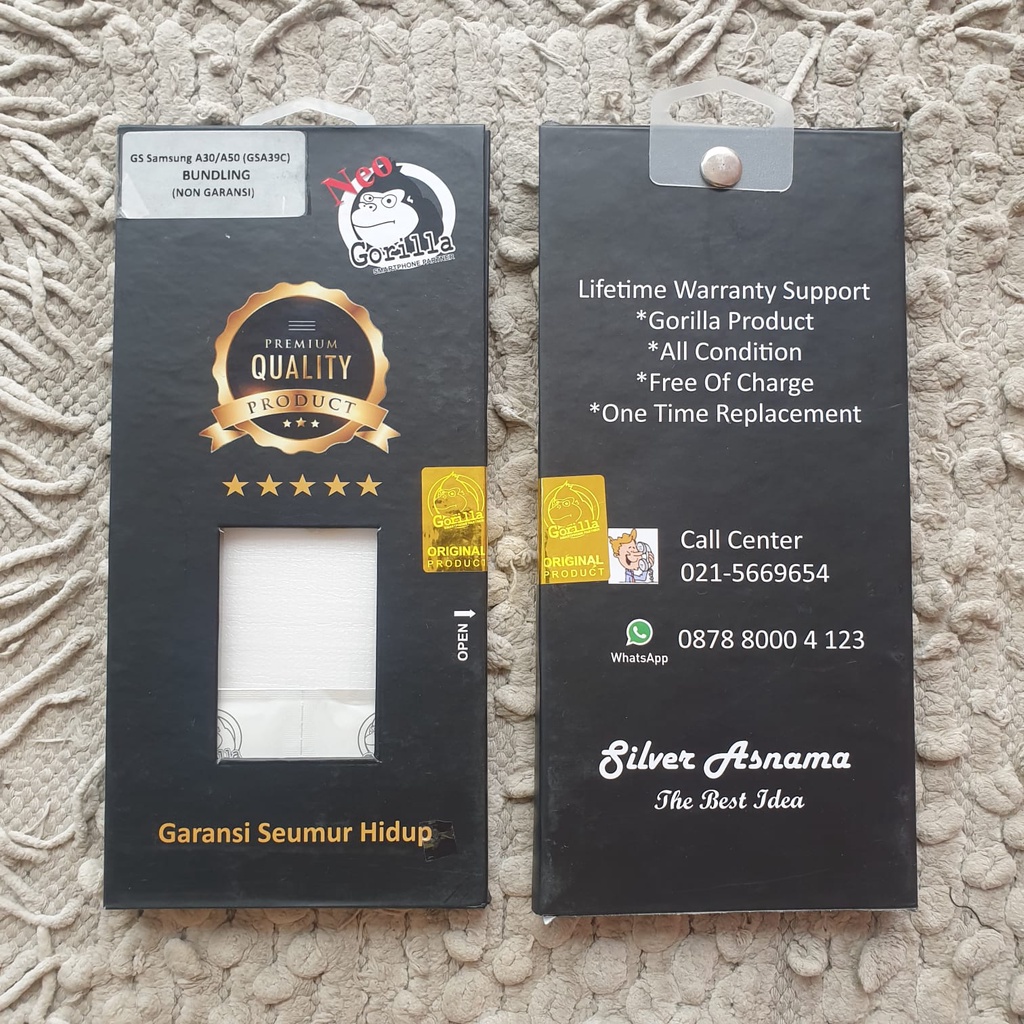 GS Samsung A30/A50 (GSA39C)
BUNDLING
(NON GARANSI)
Neo
Gorilla
SMARTPHONE PARTNER
PREMIUM
QUALITY
PRODUCT
Gorilla
ORIGINAL
PRODUCT
OPEN
Garansi Seumur Hidup
Lifetime Warranty Support
*Gorilla Product
*All Condition
*Free Of Charge
*One Time Replacement
Gorilla
ORIGINAL
PRODUCT
Call Center
021-5669654
WhatsApp
0878 8000 4 123
Silver Asnama
The Best Idea